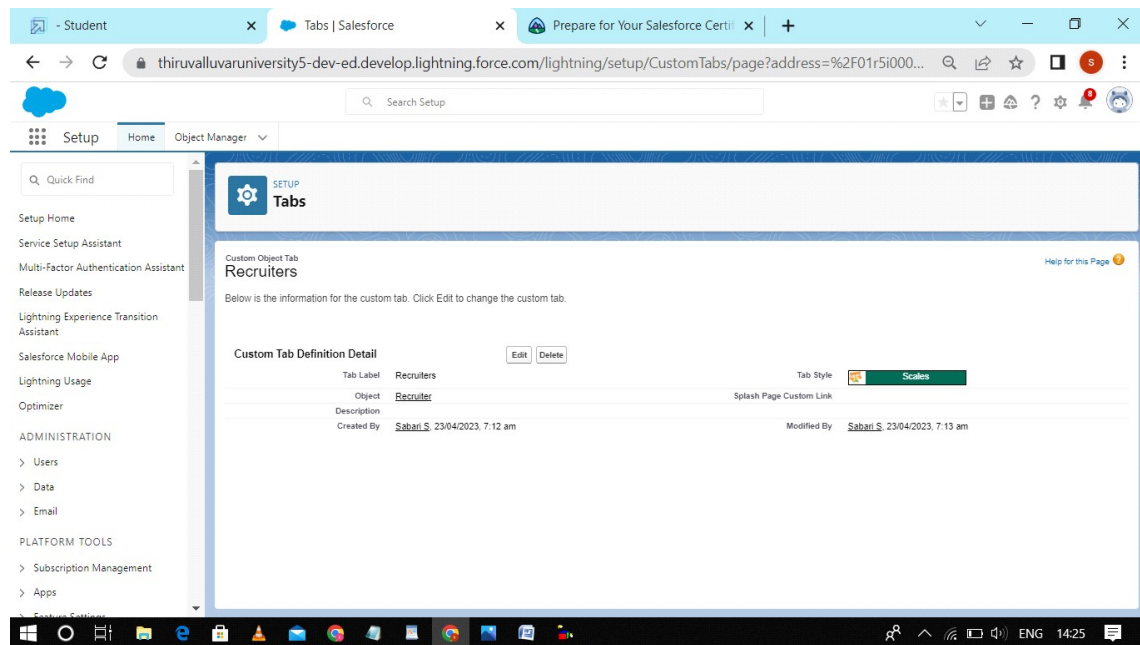 - Student
Tabs | Salesforce
Prepare for Your Salesforce Certif
thiruvalluvaruniversity5-dev-ed.develop.lightning.force.com/lightning/setup/CustomTabs/page?address=%2F01r5i000...
S
Search Setup
8
Setup
Home
Object Manager
Quick Find
Setup Home
Service Setup Assistant
Multi-Factor Authentication Assistant
Release Updates
Lightning Experience Transition
Assistant
Salesforce Mobile App
Lightning Usage
Optimizer
ADMINISTRATION
Users
Data
Email
PLATFORM TOOLS
Subscription Management
Apps
Feature Settings
SETUP
Tabs
Custom Object Tab
Recruiters
Help for this Page
Below is the information for the custom tab. Click Edit to change the custom tab.
Custom Tab Definition Detail Edit Delete
Tab Label Recruiters Tab Style Scales
Object Recruiter Splash Page Custom Link
Description
Created By Sabari S, 23/04/2023, 7:12 am Modified By Sabari S, 23/04/2023, 7:13 am
ENG 14:25